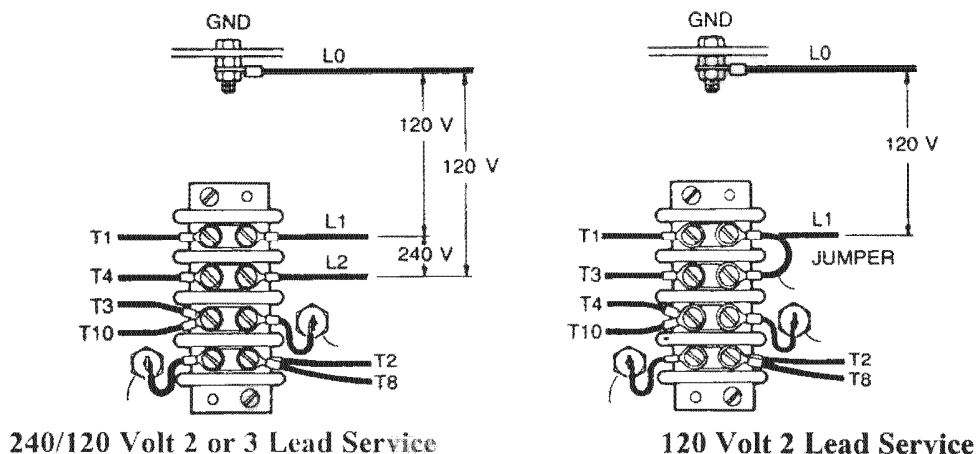 GND
L0
120 V
120 V
T1
L1
240 V
T4
L2
T3
T10
T2
T8
240/120 Volt 2 or 3 Lead Service
GND
L0
120 V
T1
L1
JUMPER
T3
T4
T10
T2
T8
120 Volt 2 Lead Service